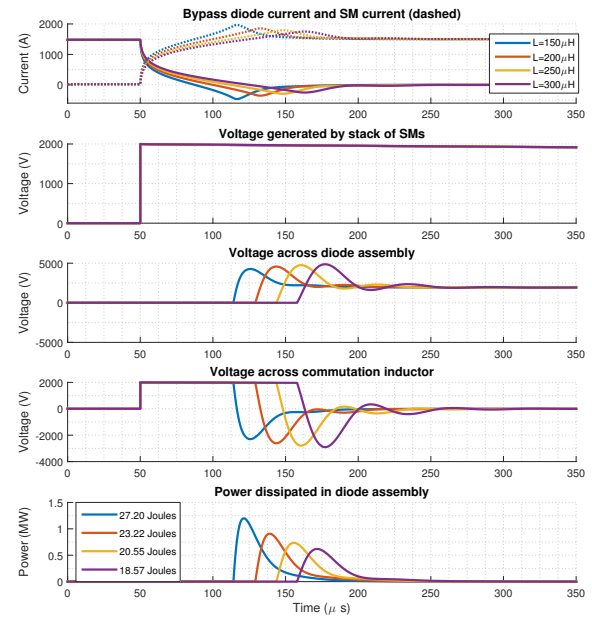 Bypass diode current and SM current (dashed)
Current (A)
2000
1000
0
L=150μH
L=200μH
L=250μH
L=300μH
0 50 100 150 200 250 300 350
Voltage generated by stack of SMs
Voltage (V)
2000
1000
0
0 50 100 150 200 250 300 350
Voltage across diode assembly
Voltage (V)
5000
0
-5000
0 50 100 150 200 250 300 350
Voltage across commutation inductor
Voltage (V)
2000
0
-2000
-4000
0 50 100 150 200 250 300 350
Power dissipated in diode assembly
Power (MW)
1.5
1
0.5
0
27.20 Joules
23.22 Joules
20.55 Joules
18.57 Joules
0 50 100 150 200 250 300 350
Time (μ s)